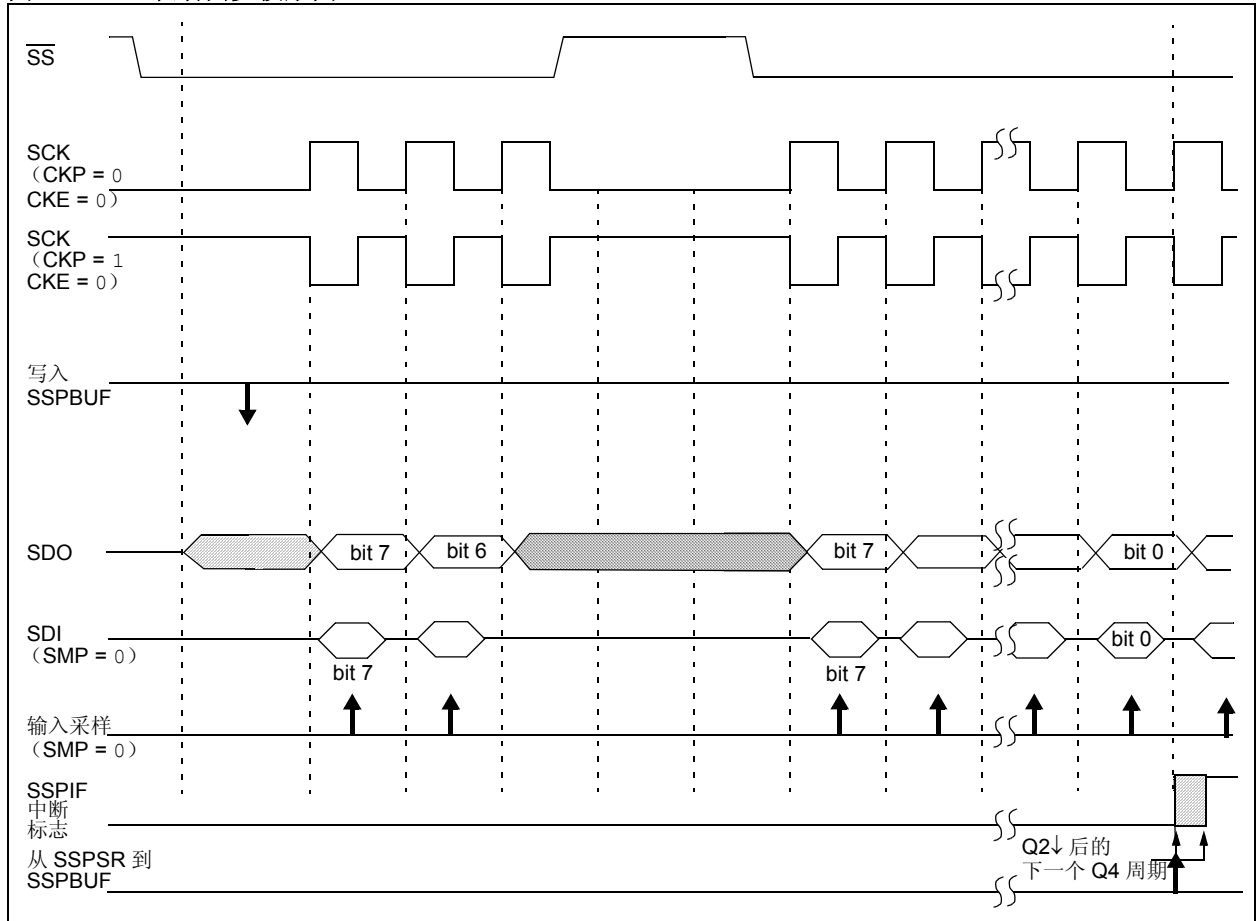 SS
SCK
（CKP = 0
CKE = 0）
SCK
（CKP = 1
CKE = 0）
写入
SSPBUF
SDO
bit 7
bit 6
bit 7
bit 0
SDI
（SMP = 0）
bit 7
bit 7
bit 0
输入采样
（SMP = 0）
SSPIF
中断
标志
从 SSPSR 到
SSPBUF
Q2↓ 后的
下一个 Q4 周期